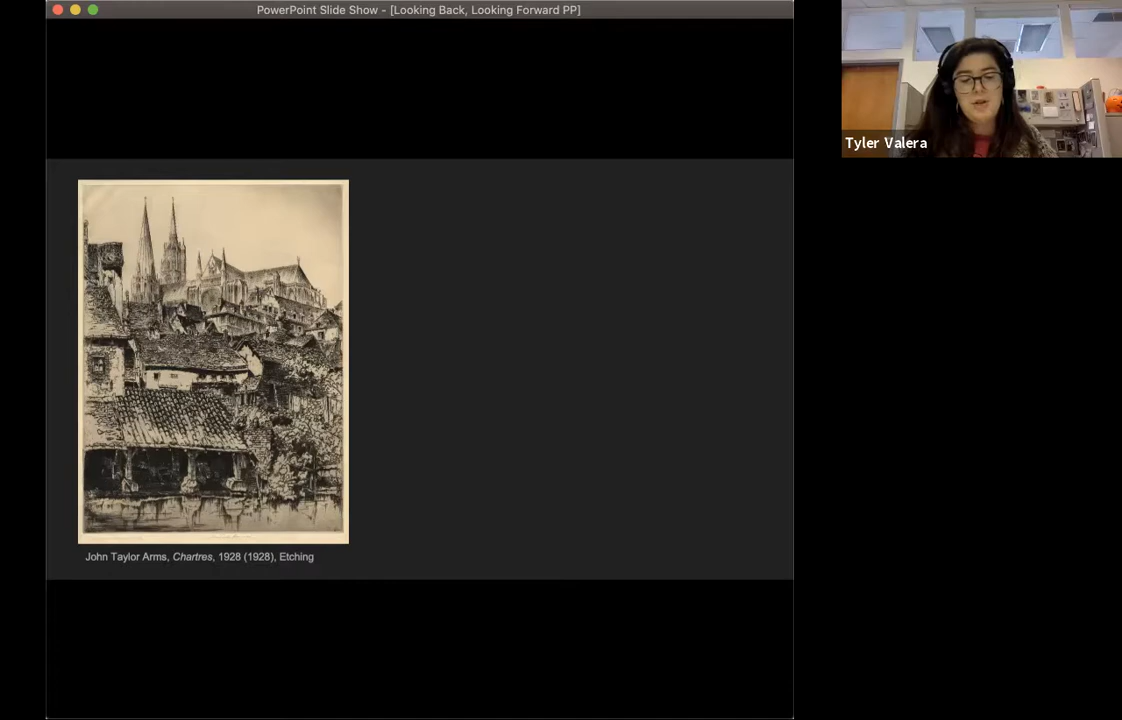 PowerPoint Slide Show - [Looking Back, Looking Forward PP]
Tyler Valera
John Taylor Arms, Chartres, 1928 (1928), Etching